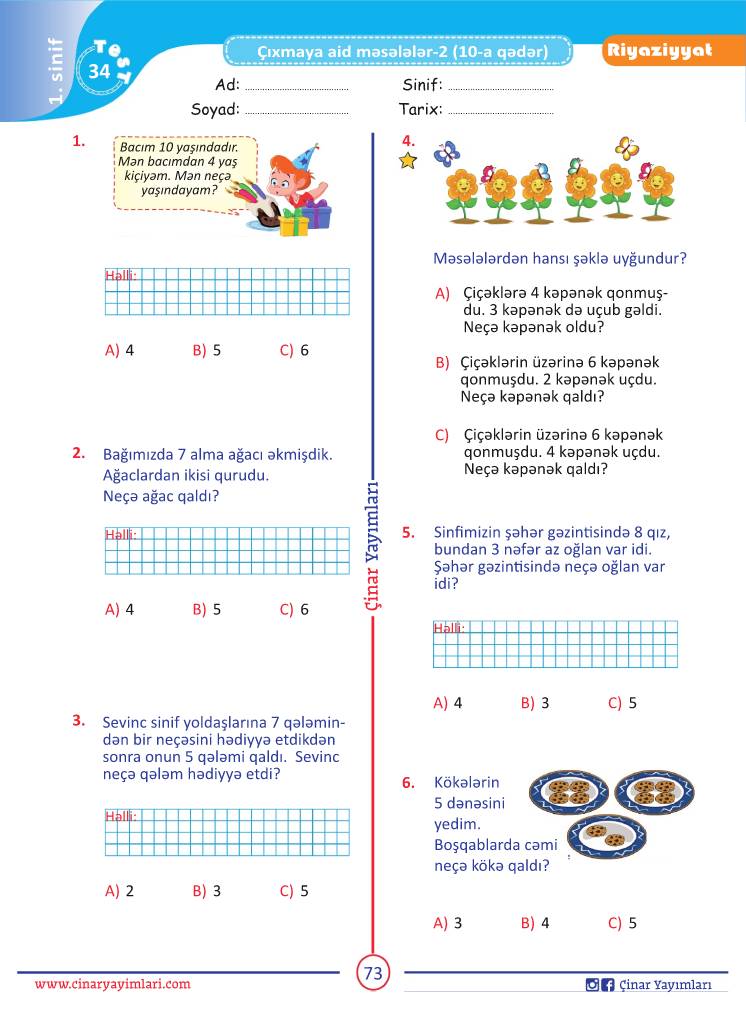 1. sinif
Test
34
Çıxmaya aid məsələlər-2 (10-a qədər)
Riyaziyyat
Ad: ............................
Sinif: ............................
Soyad: ............................
Tarix: ............................
1.
Bacım 10 yaşındadır.
Mən bacımdan 4 yaş
kiçiyəm. Mən neçə
yaşındayam?
Həlli:
A) 4 B) 5 C) 6
2. Bağımızda 7 alma ağacı əkmişdik.
Ağaclardan ikisi qurudu.
Neçə ağac qaldı?
Həlli:
A) 4 B) 5 C) 6
3. Sevinc sinif yoldaşlarına 7 qələmin-
dən bir neçəsini hədiyyə etdikdən
sonra onun 5 qələmi qaldı. Sevinc
neçə qələm hədiyyə etdi?
Həlli:
A) 2 B) 3 C) 5
Çinar Yayımları
4.
Məsələlərdən hansı şəklə uyğundur?
A) Çiçəklərə 4 kəpənək qonmuş-
du. 3 kəpənək də uçub gəldi.
Neçə kəpənək oldu?
B) Çiçəklərin üzərinə 6 kəpənək
qonmuşdu. 2 kəpənək uçdu.
Neçə kəpənək qaldı?
C) Çiçəklərin üzərinə 6 kəpənək
qonmuşdu. 4 kəpənək uçdu.
Neçə kəpənək qaldı?
5. Sinfimizin şəhər gəzintisində 8 qız,
bundan 3 nəfər az oğlan var idi.
Şəhər gəzintisində neçə oğlan var
idi?
Həlli:
A) 4 B) 3 C) 5
6. Kökələrin
5 dənəsini
yedim.
Boşqablarda cəmi
neçə kökə qaldı?
A) 3 B) 4 C) 5
www.cinaryayimlari.com
73
Çinar Yayımları